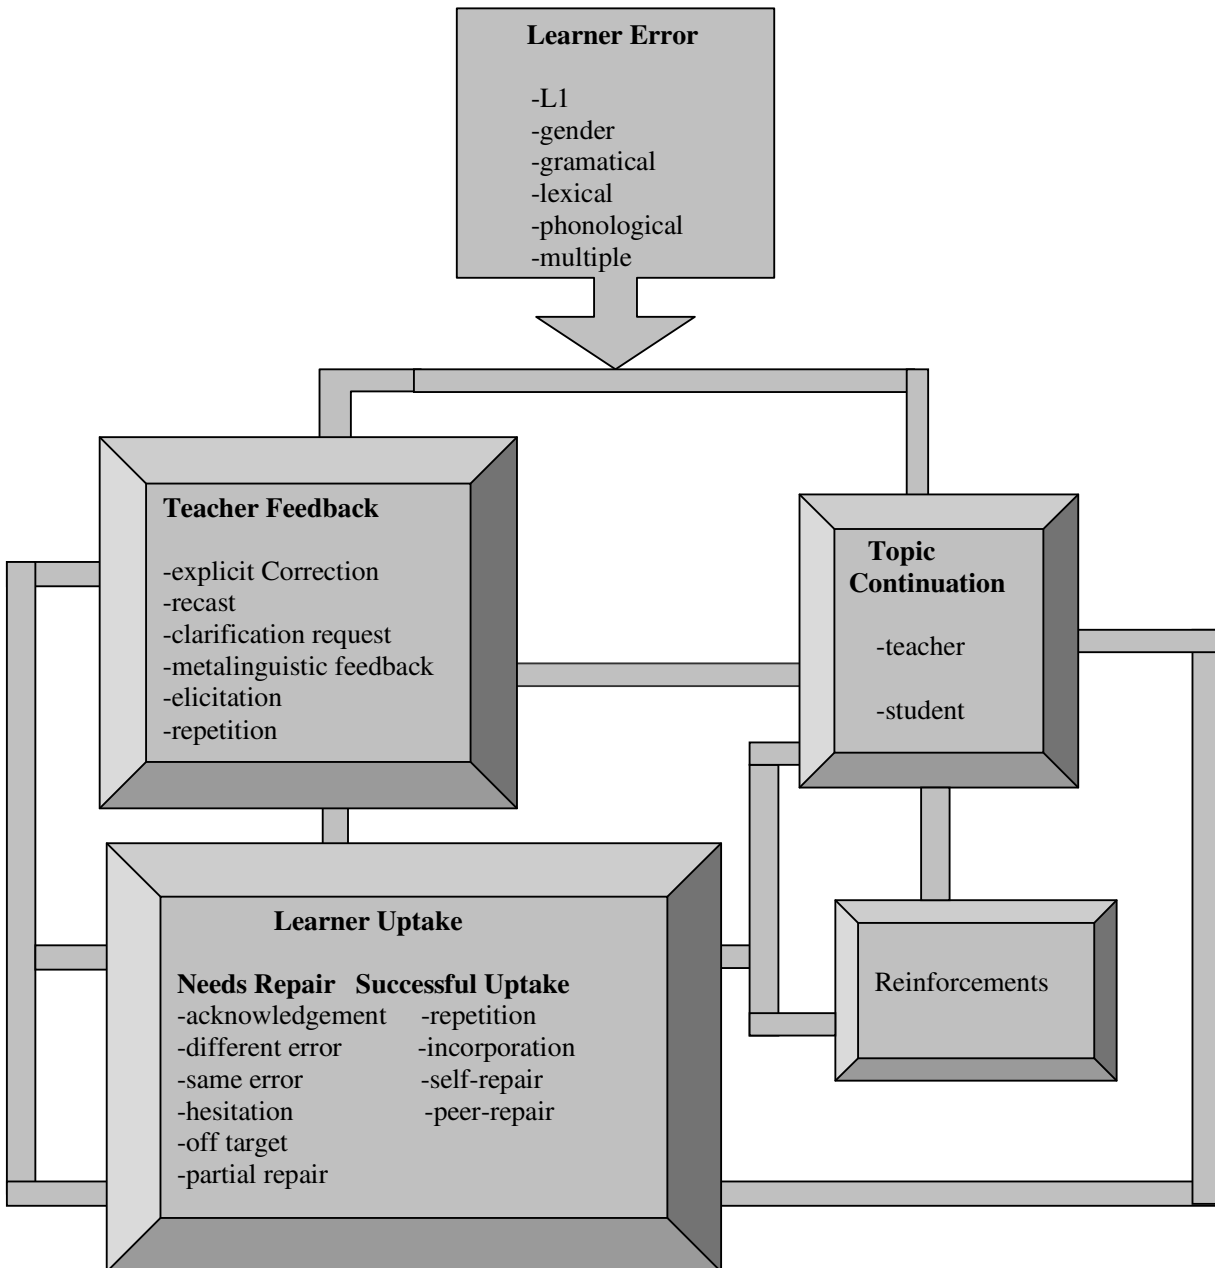 Learner Error
-L1
-gender
-gramatical
-lexical
-phonological
-multiple
Teacher Feedback
-explicit Correction
-recast
-clarification request
-metalinguistic feedback
-elicitation
-repetition
Topic
Continuation
-teacher
-student
Learner Uptake
Needs Repair Successful Uptake
-acknowledgement -repetition
-different error -incorporation
-same error -self-repair
-hesitation -peer-repair
-off target
-partial repair
Reinforcements